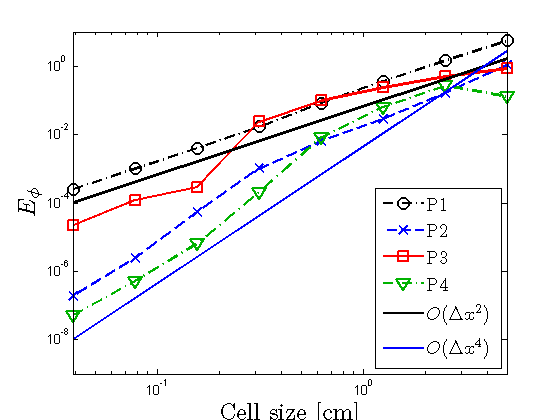 10^0
10^-2
10^-4
10^-6
10^-8
E_ϕ
P1
P2
P3
P4
O(Δx^2)
O(Δx^4)
10^-1
10^0
Cell size [cm]